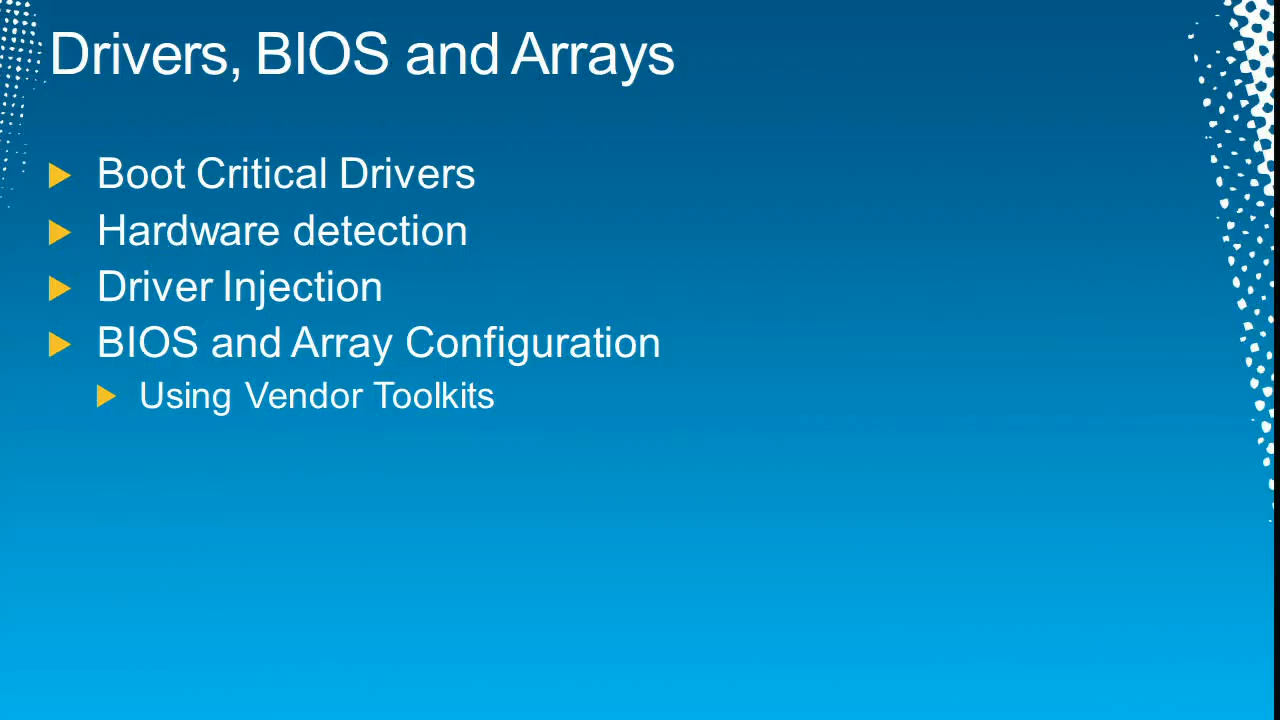 Drivers, BIOS and Arrays
Boot Critical Drivers
Hardware detection
Driver Injection
BIOS and Array Configuration
Using Vendor Toolkits